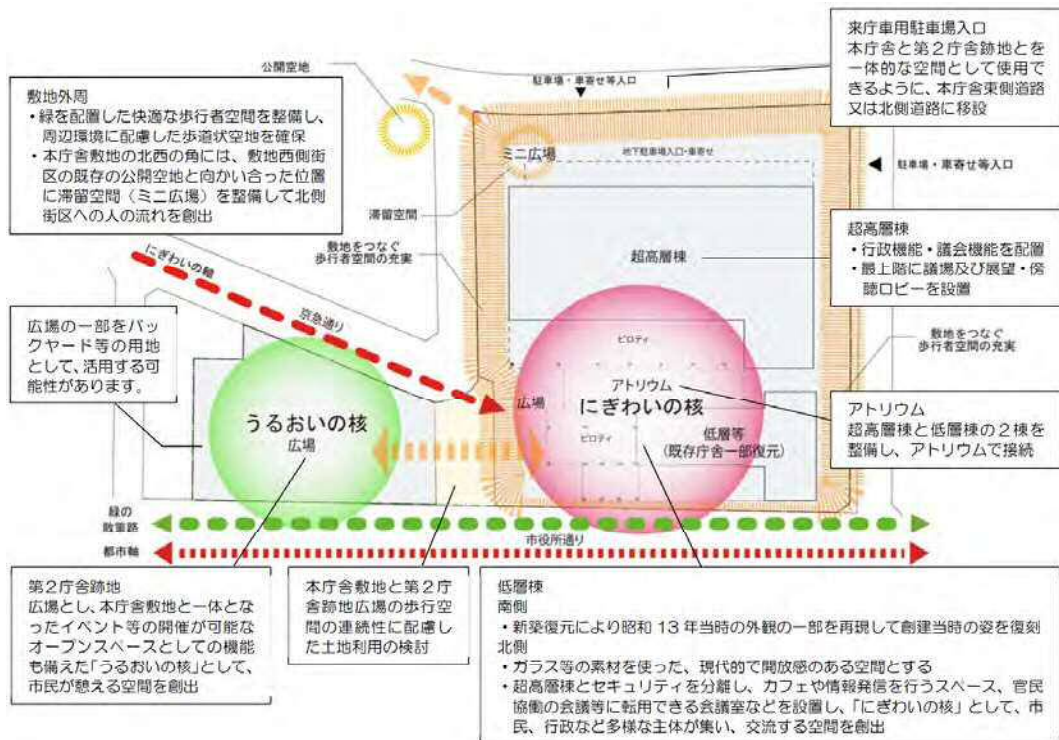 公開空地
駐車場・車寄せ等入口
来庁車用駐車場入口
本庁舎と第2庁舎跡地とを
一体的な空間として使用で
きるように、本庁舎東側道路
又は北側道路に移設
敷地外周
・緑を配置した快適な歩行者空間を整備し、
周辺環境に配慮した歩道状空地を確保
・本庁舎敷地の北西の角には、敷地西側街
区の既存の公開空地と向かい合った位置
に滞留空間（ミニ広場）を整備して北側
街区への人の流れを創出
ミニ広場
地下駐車場入口・車寄せ
駐車場・車寄せ等入口
滞留空間
敷地をつなぐ
歩行者空間の充実
超高層棟
超高層棟
・行政機能・議会機能を配置
・最上階に議場及び展望・傍
聴ロビーを設置
にぎわいの軸
京急通り
敷地をつなぐ
歩行者空間の充実
広場の一部をバッ
クヤード等の用地
として、活用する可
能性があります。
ピロティ
アトリウム
広場
にぎわいの核
ピロティ
低層等
（既存庁舎一部復元）
うるおいの核
広場
アトリウム
超高層棟と低層棟の2棟を
整備し、アトリウムで接続
緑の
散策路
市役所通り
都市軸
第2庁舎跡地
広場とし、本庁舎敷地と一体とな
ったイベント等の開催が可能な
オープンスペースとしての機能
も備えた「うるおいの核」として、
市民が憩える空間を創出
本庁舎敷地と第2庁
舎跡地広場の歩行空
間の連続性に配慮し
た土地利用の検討
低層棟
南側
・新築復元により昭和 13 年当時の外観の一部を再現して創建当時の姿を復刻
北側
・ガラス等の素材を使った、現代的で開放感のある空間とする
・超高層棟とセキュリティを分離し、カフェや情報発信を行うスペース、官民
協働の会議等に転用できる会議室などを設置し、「にぎわいの核」として、市
民、行政など多様な主体が集い、交流する空間を創出